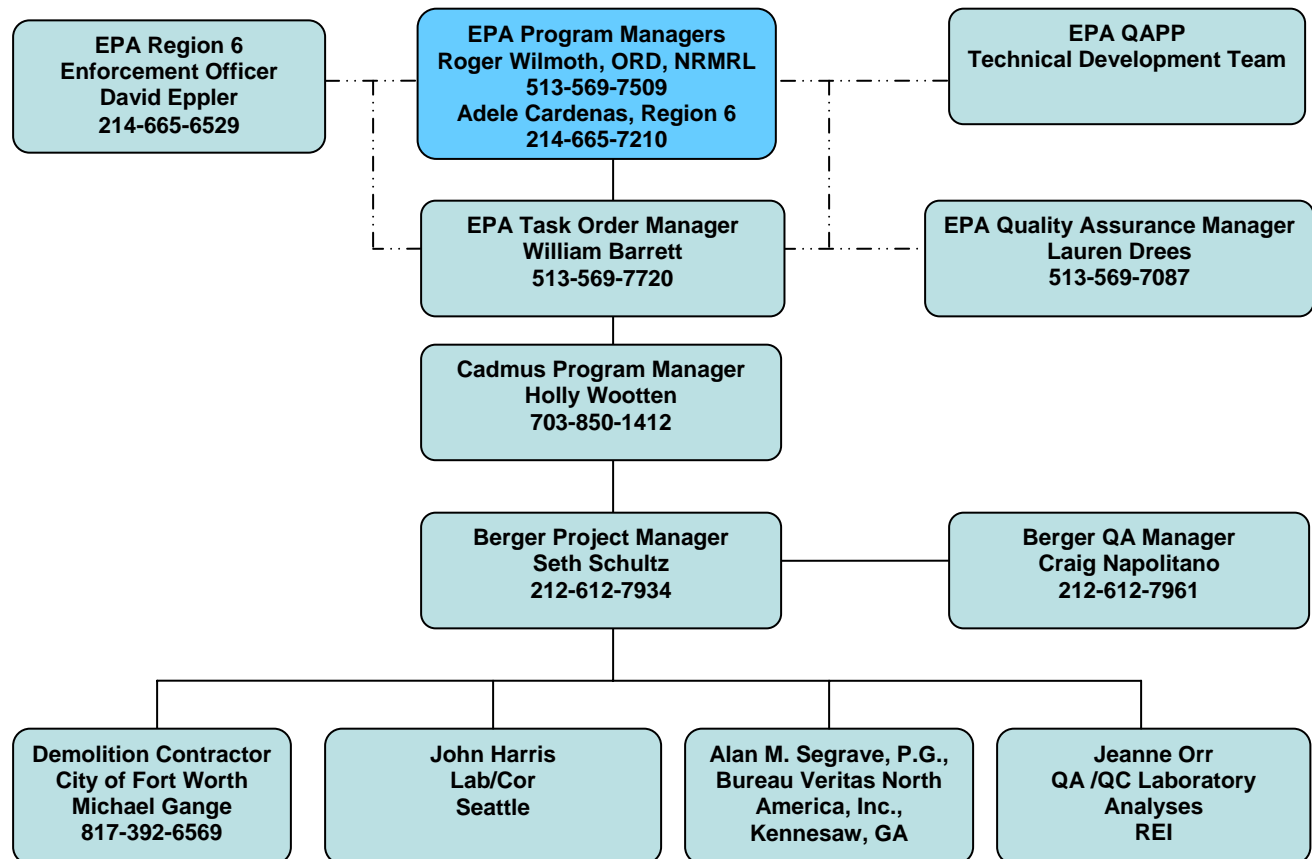 EPA Region 6
Enforcement Officer
David Eppler
214-665-6529
EPA Program Managers
Roger Wilmoth, ORD, NRMRL
513-569-7509
Adele Cardenas, Region 6
214-665-7210
EPA QAPP
Technical Development Team
EPA Task Order Manager
William Barrett
513-569-7720
EPA Quality Assurance Manager
Lauren Drees
513-569-7087
Cadmus Program Manager
Holly Wootten
703-850-1412
Berger Project Manager
Seth Schultz
212-612-7934
Berger QA Manager
Craig Napolitano
212-612-7961
Demolition Contractor
City of Fort Worth
Michael Gange
817-392-6569
John Harris
Lab/Cor
Seattle
Alan M. Segrave, P.G.,
Bureau Veritas North
America, Inc.,
Kennesaw, GA
Jeanne Orr
QA /QC Laboratory
Analyses
REI